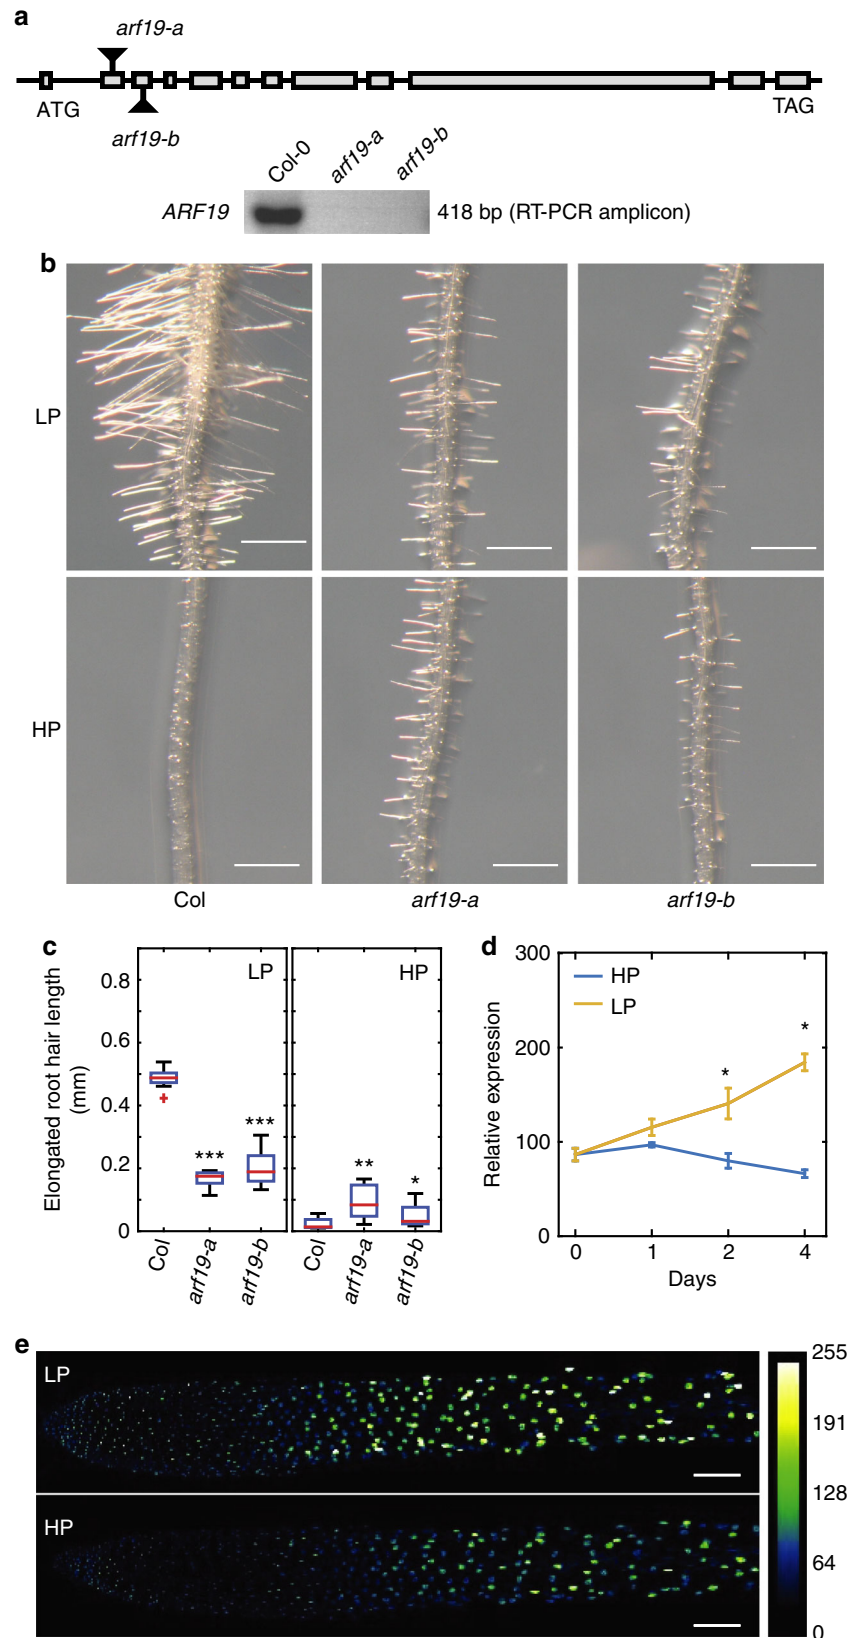 a
arf19-a
ATG
TAG
arf19-b
Col-0
arf19-a
arf19-b
ARF19
418 bp (RT-PCR amplicon)
b
LP
HP
Col
arf19-a
arf19-b
c
Elongated root hair length
(mm)
LP
HP
0.8
0.6
0.4
0.2
0
***
***
**
*
Col
arf19-a
arf19-b
Col
arf19-a
arf19-b
d
Relative expression
300
200
100
0
HP
LP
*
*
0
1
2
4
Days
e
LP
HP
255
191
128
64
0